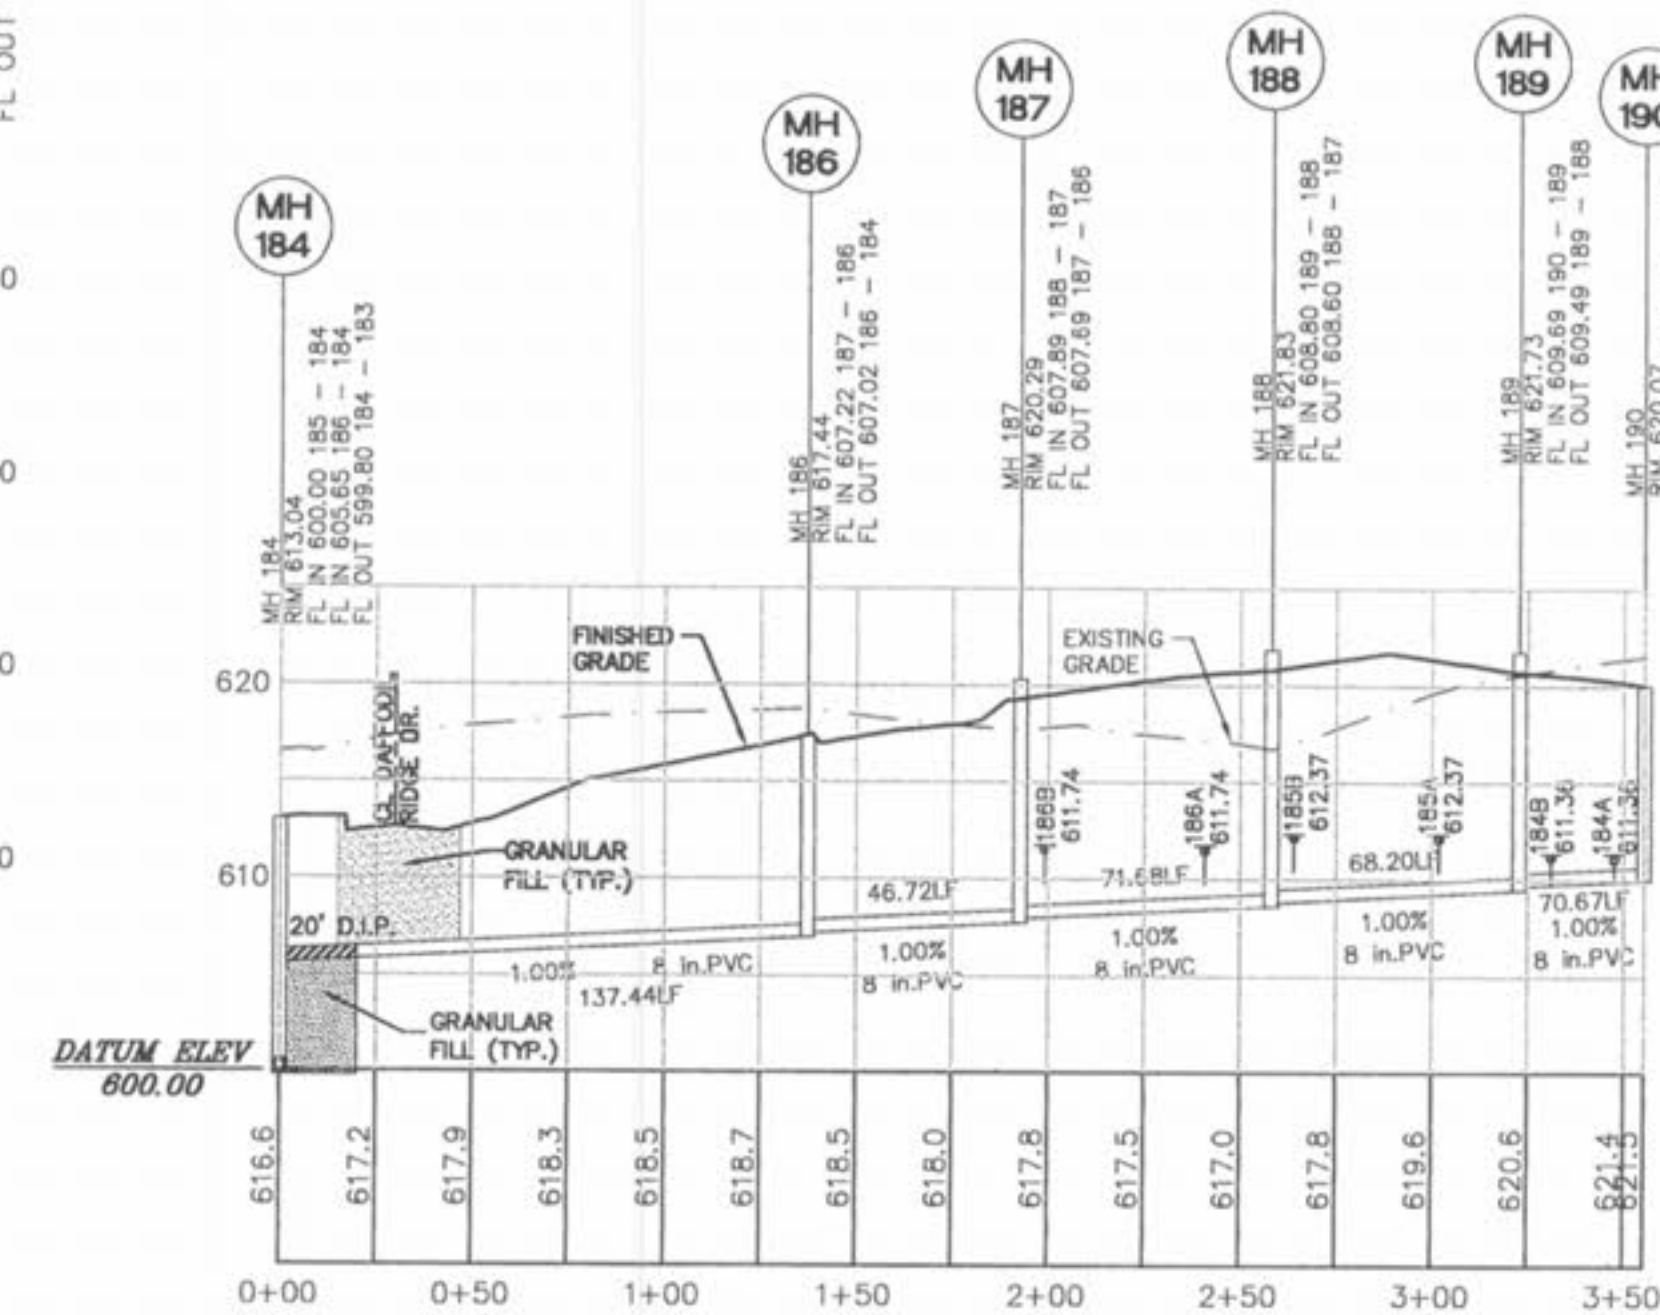 FL OUT
MH
184
MH
186
MH
187
MH
188
MH
189
MH 184
RIM 613.04
FL IN 600.00 185 - 184
FL IN 605.65 186 - 184
FL OUT 599.80 184 - 183
MH 186
RIM 617.44
FL IN 607.22 187 - 186
FL OUT 607.02 186 - 184
MH 187
RIM 620.29
FL IN 607.89 188 - 187
FL OUT 607.69 187 - 186
MH 188
RIM 621.83
FL IN 608.80 189 - 188
FL OUT 608.60 188 - 187
MH 189
RIM 621.73
FL IN 609.69 190 - 189
FL OUT 609.49 189 - 188
MH 190
RIM 620.07
620
610
FINISHED
GRADE
EXISTING
GRADE
RIDGE DR.
GRANULAR
FILL (TYP.)
20' D.I.P.
GRANULAR
FILL (TYP.)
1.00%
8 in.PVC
137.44LF
46.72LF
1.00%
8 in.PVC
71.68LF
1.00%
8 in.PVC
68.20LF
1.00%
8 in.PVC
70.67LF
1.00%
8 in.PVC
186B
611.74
186A
611.74
185B
612.37
185A
612.37
184B
611.36
184A
611.36
DATUM ELEV
600.00
616.6
617.2
617.9
618.3
618.5
618.7
618.5
618.0
617.8
617.5
617.0
617.8
619.6
620.6
621.4
621.5
0+00
0+50
1+00
1+50
2+00
2+50
3+00
3+50